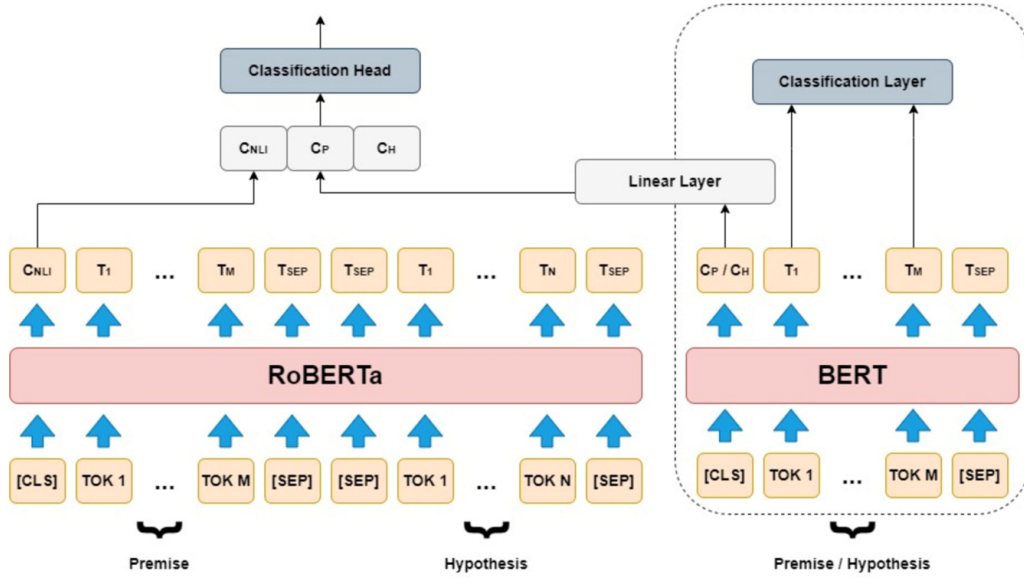 Classification Head
Classification Layer
CNLI CP CH
Linear Layer
CNLI T1 ... TM TSEP TSEP T1 ... TN TSEP
CP / CH T1 ... TM TSEP
RoBERTa
BERT
[CLS] TOK 1 ... TOK M [SEP] [SEP] TOK 1 ... TOK N [SEP]
[CLS] TOK 1 ... TOK M [SEP]
Premise
Hypothesis
Premise / Hypothesis